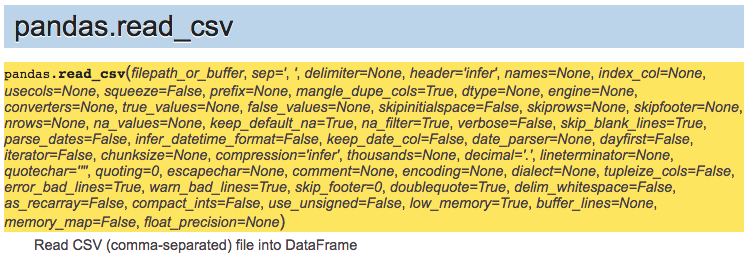 pandas.read_csv
pandas.read_csv(filepath_or_buffer, sep=', ', delimiter=None, header='infer', names=None, index_col=None,
usecols=None, squeeze=False, prefix=None, mangle_dupe_cols=True, dtype=None, engine=None,
converters=None, true_values=None, false_values=None, skipinitialspace=False, skiprows=None, skipfooter=None,
nrows=None, na_values=None, keep_default_na=True, na_filter=True, verbose=False, skip_blank_lines=True,
parse_dates=False, infer_datetime_format=False, keep_date_col=False, date_parser=None, dayfirst=False,
iterator=False, chunksize=None, compression='infer', thousands=None, decimal='.', lineterminator=None,
quotechar='"', quoting=0, escapechar=None, comment=None, encoding=None, dialect=None, tupleize_cols=False,
error_bad_lines=True, warn_bad_lines=True, skip_footer=0, doublequote=True, delim_whitespace=False,
as_recarray=False, compact_ints=False, use_unsigned=False, low_memory=True, buffer_lines=None,
memory_map=False, float_precision=None)
Read CSV (comma-separated) file into DataFrame